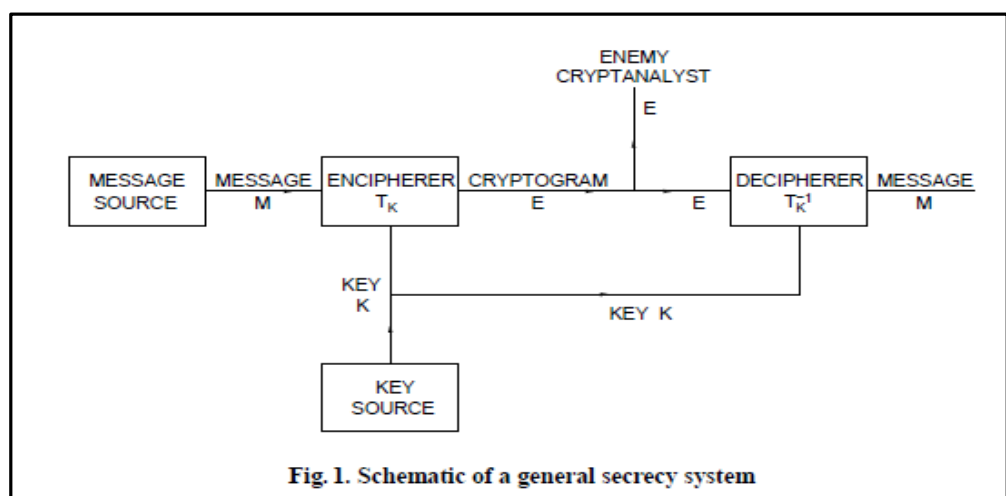 ENEMY
CRYPTANALYST
E
MESSAGE
SOURCE
MESSAGE
M
ENCIPHERER
T_K
CRYPTOGRAM
E
E
DECIPHERER
T_K^-1
MESSAGE
M
KEY
K
KEY K
KEY
SOURCE
Fig. 1. Schematic of a general secrecy system